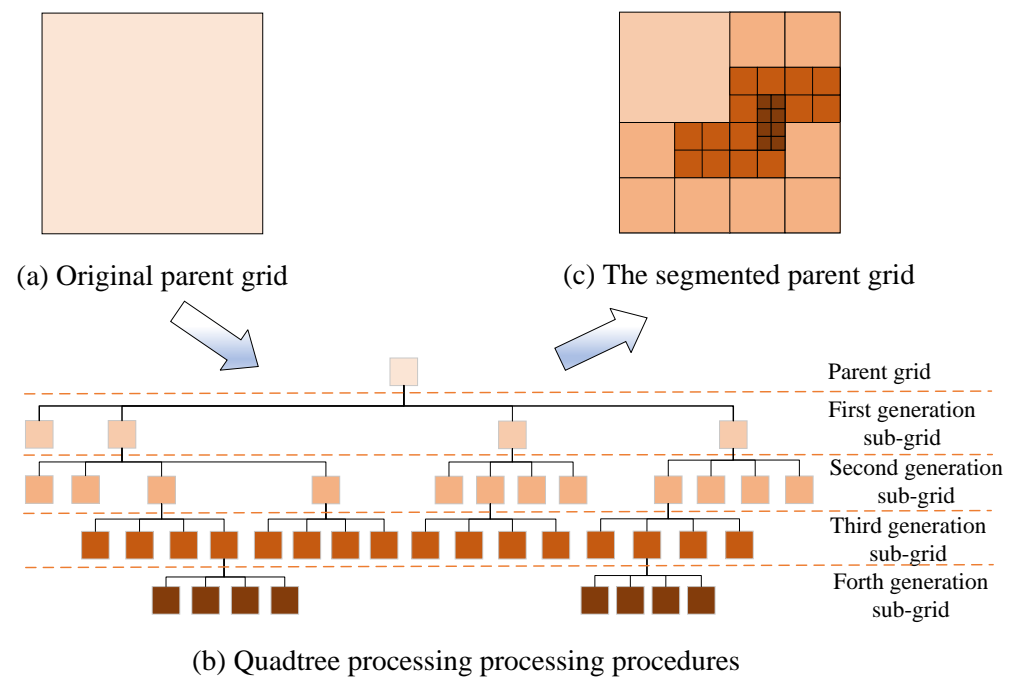 (a) Original parent grid
(c) The segmented parent grid
Parent grid
First generation
sub-grid
Second generation
sub-grid
Third generation
sub-grid
Forth generation
sub-grid
(b) Quadtree processing processing procedures